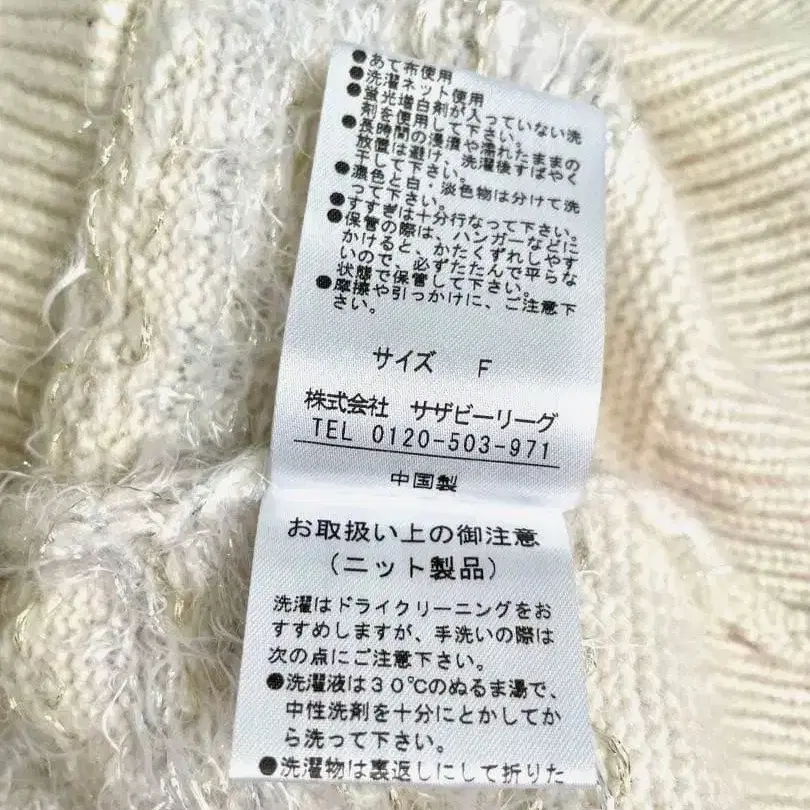 ●あて布使用
●洗濯ネット使用
●蛍光増白剤が入っていない洗
剤を使用して下さい。
●長時間の浸漬や濡れたままの
放置は避け、洗濯後すばやく
干して下さい。
●濃色と白・淡色物は分けて洗
って下さい。
●すすぎは十分行なって下さい。
●保管の際は、ハンガーなどに
かけると、かたくずれしやす
いので、必ずたたんで平らな
状態で保管して下さい。
●摩擦や引っかけに、ご注意下
さい。
サイズ F
株式会社 サザビーリーグ
TEL 0120-503-971
中国製
お取扱い上の御注意
(ニット製品)
洗濯はドライクリーニングをお
すすめしますが、手洗いの際は
次の点にご注意下さい。
●洗濯液は30℃のぬるま湯で、
中性洗剤を十分にとかしてか
ら洗って下さい。
●洗濯物は裏返しにして折りた